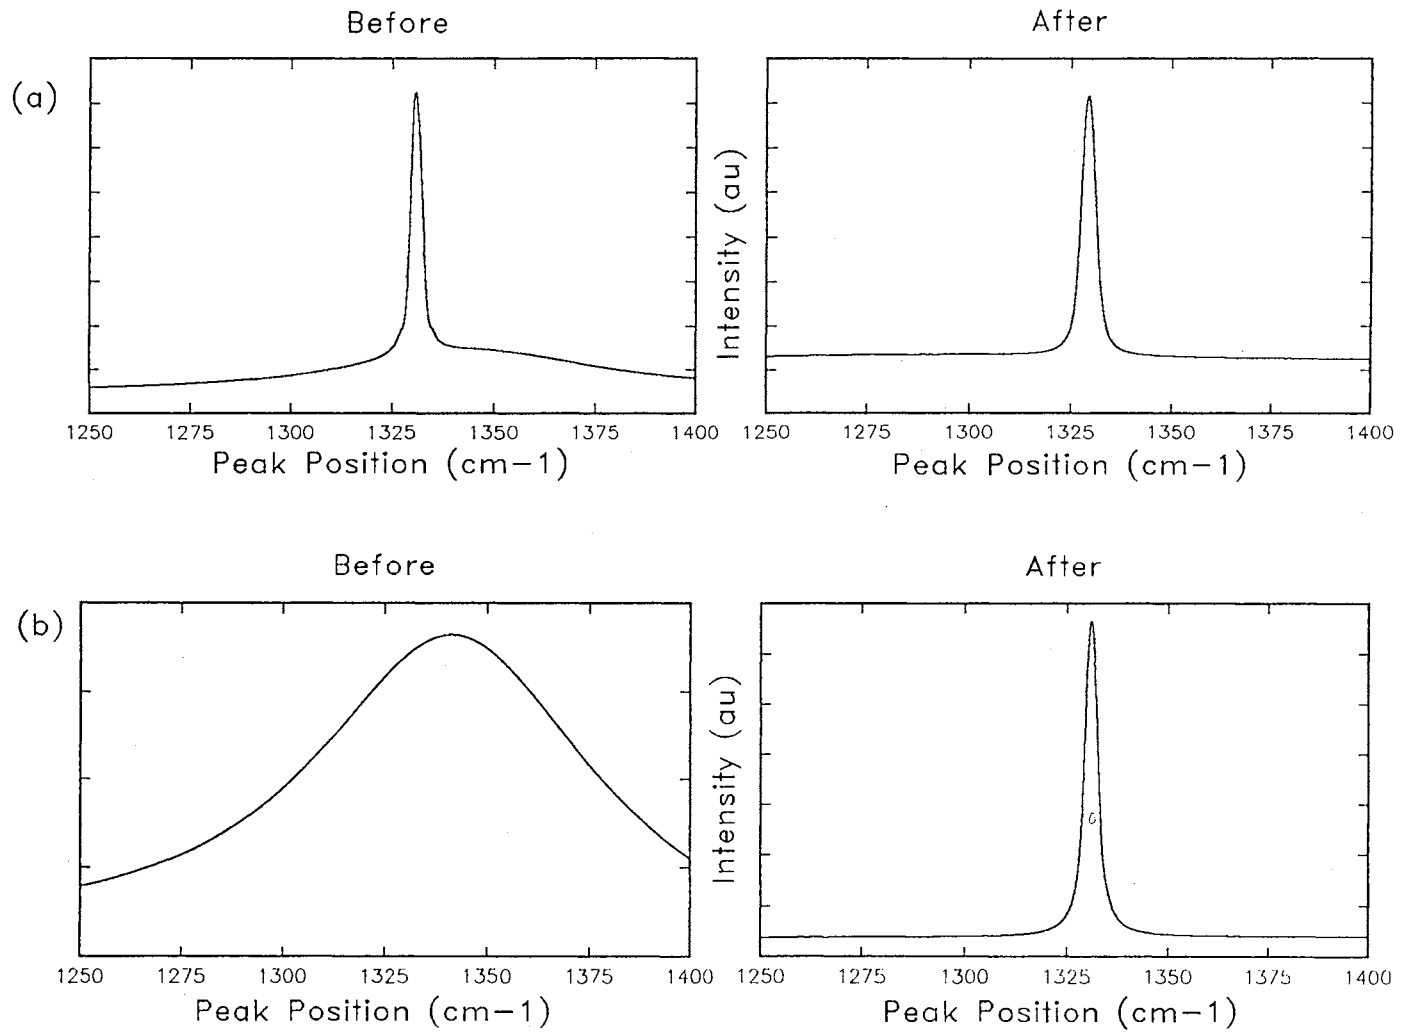 Before
After
(a)
Intensity (au)
1250 1275 1300 1325 1350 1375 1400
1250 1275 1300 1325 1350 1375 1400
Peak Position (cm-1)
Peak Position (cm-1)
Before
After
(b)
Intensity (au)
1250 1275 1300 1325 1350 1375 1400
1250 1275 1300 1325 1350 1375 1400
Peak Position (cm-1)
Peak Position (cm-1)